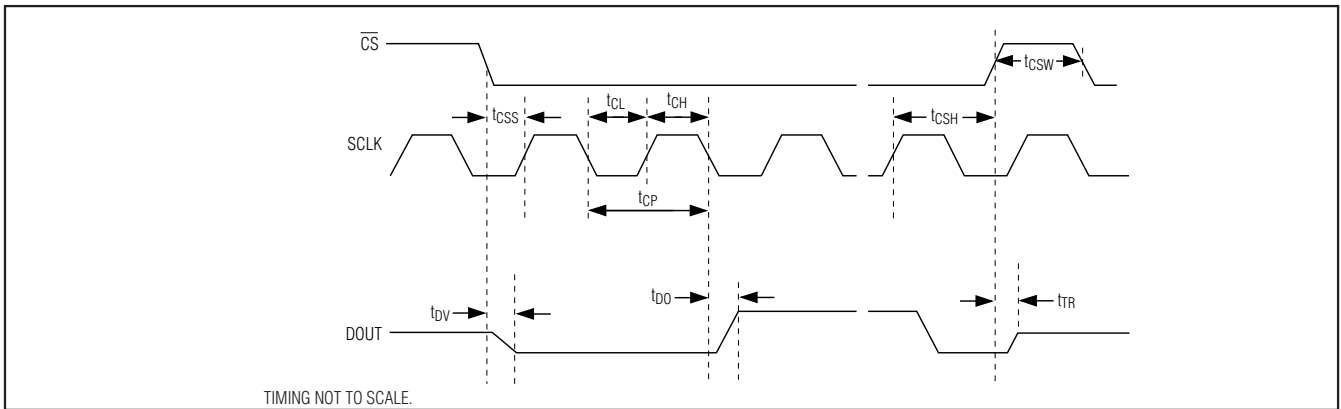 CS
tCSW
tCSS
tCL
tCH
tCSH
SCLK
tCP
tDV
tDO
tTR
DOUT
TIMING NOT TO SCALE.